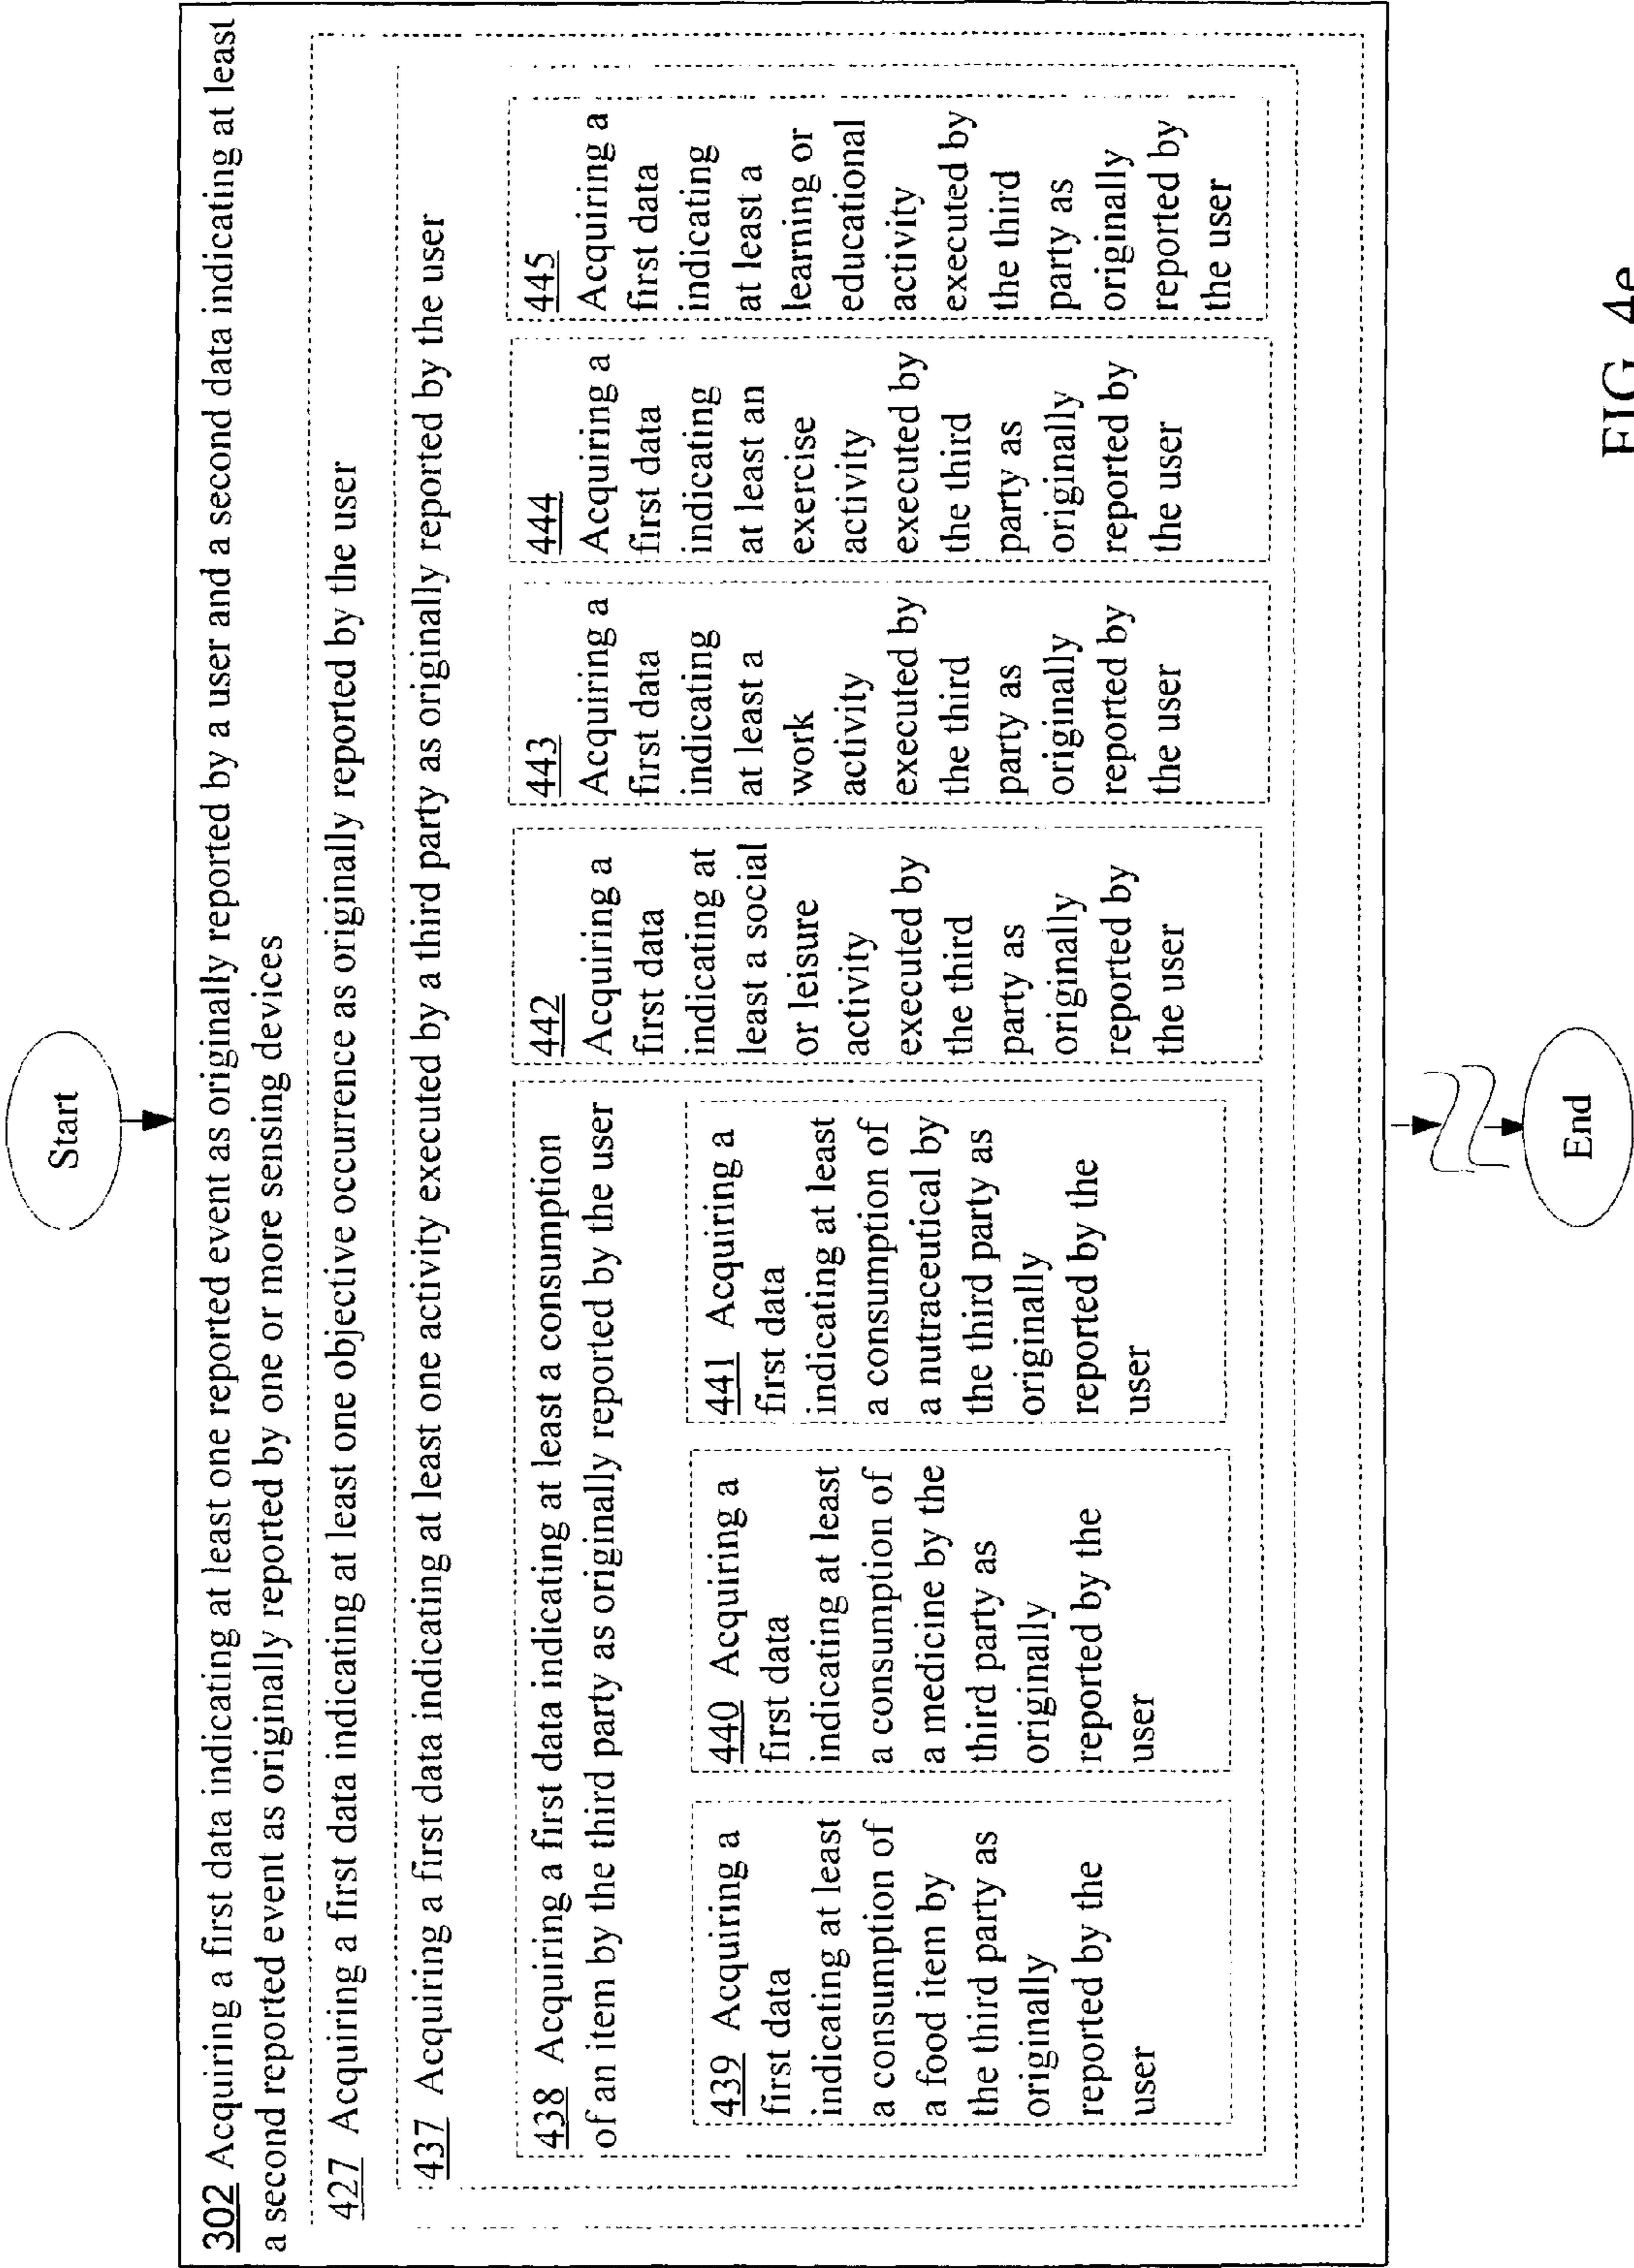 Start
302 Acquiring a first data indicating at least one reported event as originally reported by a user and a second data indicating at least
a second reported event as originally reported by one or more sensing devices
427 Acquiring a first data indicating at least one objective occurrence as originally reported by the user
437 Acquiring a first data indicating at least one activity executed by a third party as originally reported by the user
438 Acquiring a first data indicating at least a consumption
of an item by the third party as originally reported by the user
439 Acquiring a
first data
indicating at least
a consumption of
a food item by
the third party as
originally
reported by the
user
440 Acquiring a
first data
indicating at least
a consumption of
a medicine by the
third party as
originally
reported by the
user
441 Acquiring a
first data
indicating at least
a consumption of
a nutraceutical by
the third party as
originally
reported by the
user
442
Acquiring a
first data
indicating at
least a social
or leisure
activity
executed by
the third
party as
originally
reported by
the user
443
Acquiring a
first data
indicating
at least a
work
activity
executed by
the third
party as
originally
reported by
the user
444
Acquiring a
first data
indicating
at least an
exercise
activity
executed by
the third
party as
originally
reported by
the user
445
Acquiring a
first data
indicating
at least a
learning or
educational
activity
executed by
the third
party as
originally
reported by
the user
End
FIG. 4e